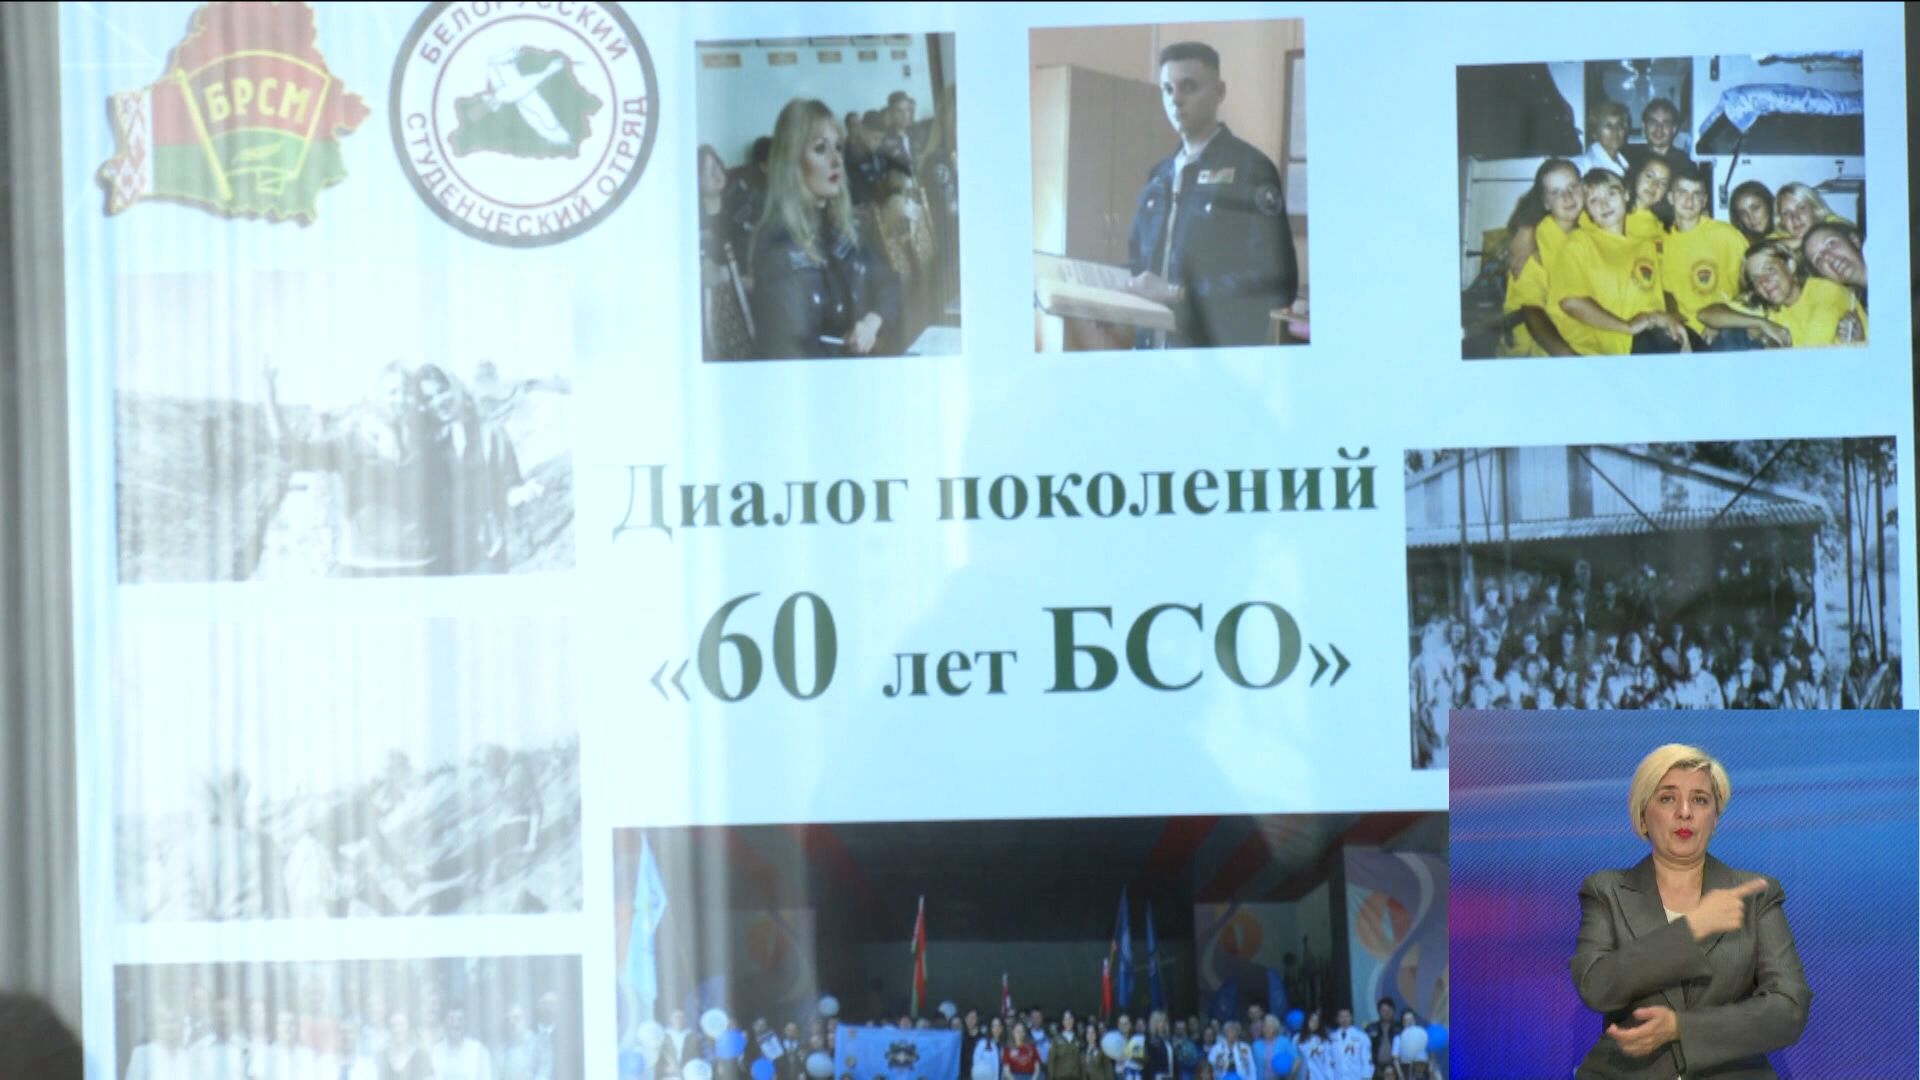 БРСМ
БЕЛОРУССКИЙ
СТУДЕНЧЕСКИЙ ОТРЯД
Диалог поколений
«60 лет БСО»